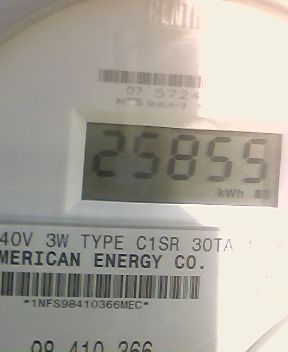 07 5724
25855
kWh
40V 3W TYPE C1SR 30TA
MERICAN ENERGY CO.
*1NFS98410366MEC*
98 410 366